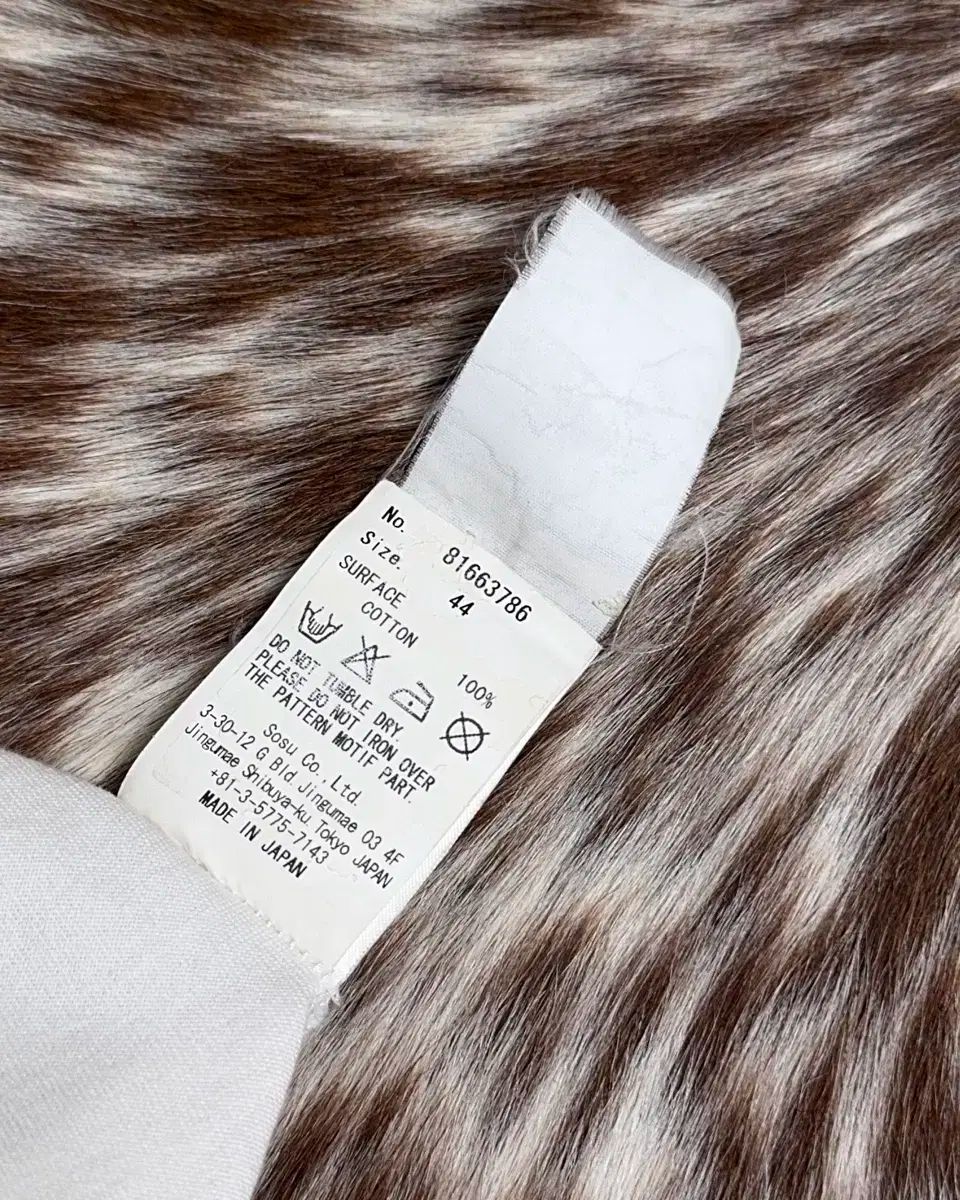 No. 81663786
Size. 44
SURFACE
COTTON 100%
DO NOT TUMBLE DRY.
PLEASE DO NOT IRON OVER
THE PATTERN MOTIF PART.
Sosu Co., Ltd.
3-30-12 G Bld Jingumae 03 4F
Jingumae Shibuya-ku, Tokyo JAPAN
+81-3-5775-7143
MADE IN JAPAN